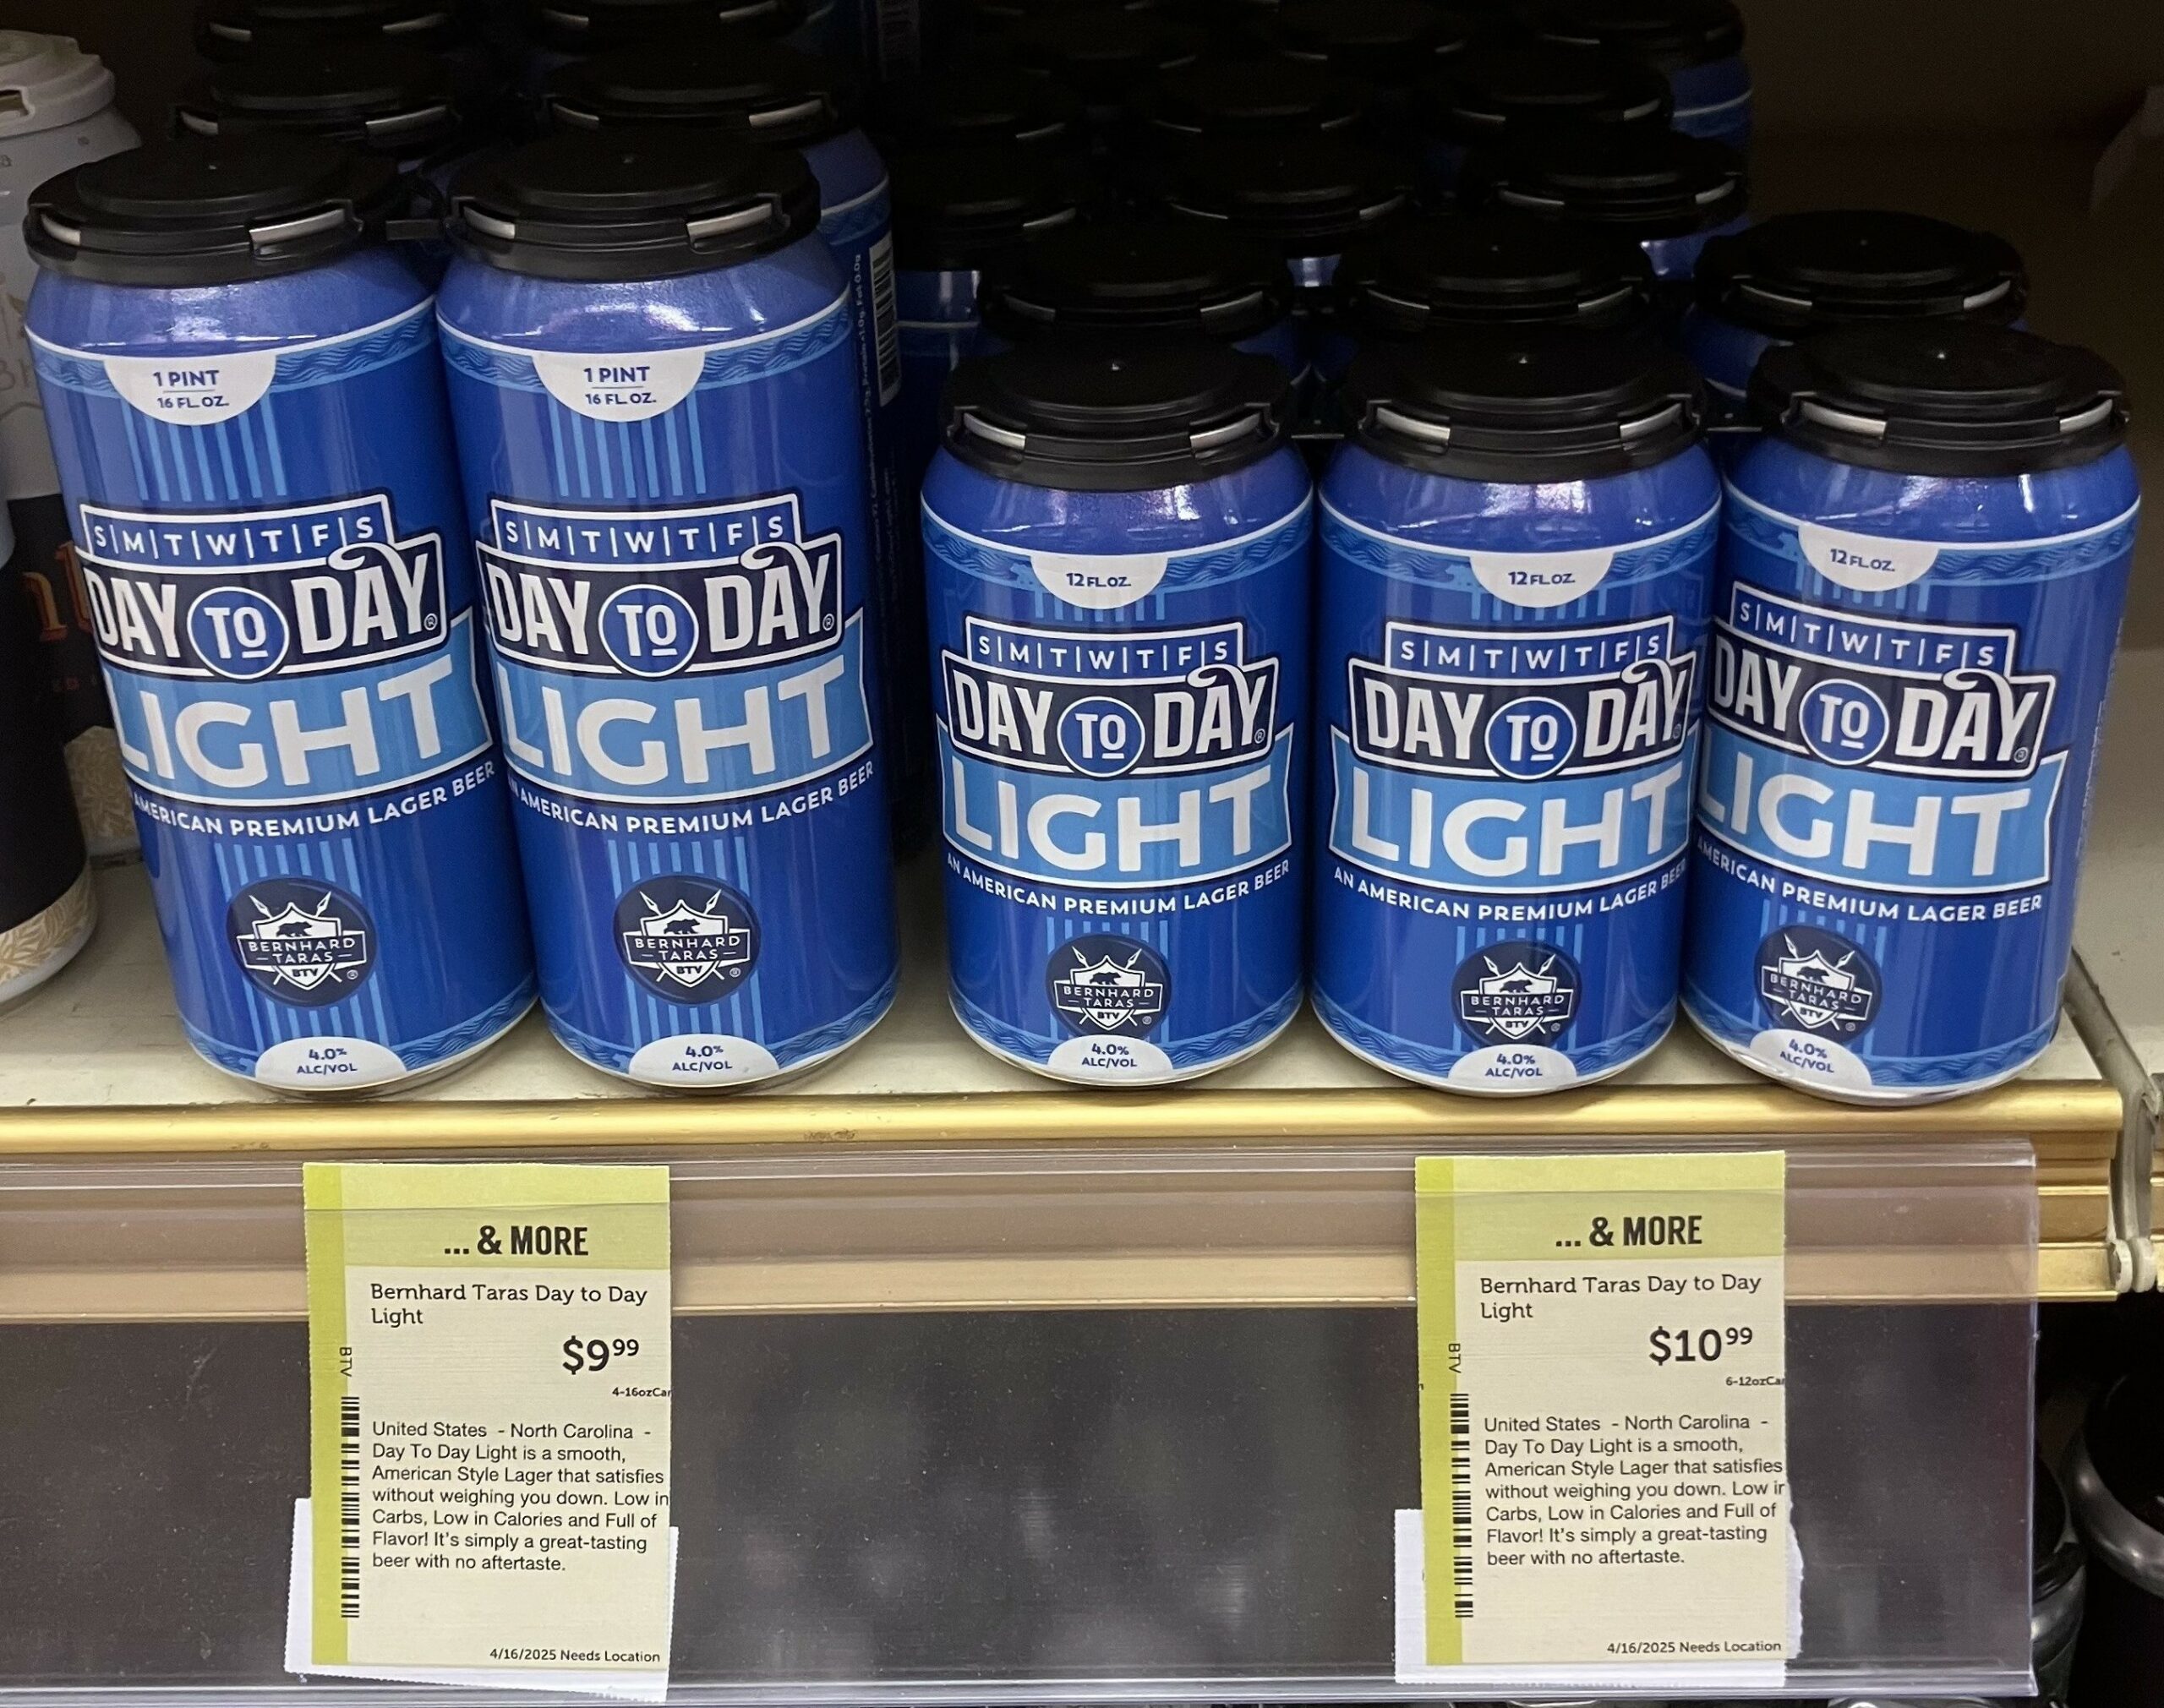 1 PINT
16 FL. OZ.
S|M|T|W|T|F|S
DAY TO DAY®
LIGHT
AMERICAN PREMIUM LAGER BEER
BERNHARD
TARAS
BTV ®
4.0%
ALC/VOL
1 PINT
16 FL. OZ.
S|M|T|W|T|F|S
DAY TO DAY®
LIGHT
AN AMERICAN PREMIUM LAGER BEER
BERNHARD
TARAS
BTV ®
4.0%
ALC/VOL
12 FL. OZ.
S|M|T|W|T|F|S
DAY TO DAY®
LIGHT
AN AMERICAN PREMIUM LAGER BEER
BERNHARD
TARAS
BTV ®
4.0%
ALC/VOL
12 FL. OZ.
S|M|T|W|T|F|S
DAY TO DAY
LIGHT
AN AMERICAN PREMIUM LAGER BEER
BERNHARD
TARAS
BTV ®
4.0%
ALC/VOL
12 FL. OZ.
S|M|T|W|T|F|S
DAY TO DAY®
LIGHT
AMERICAN PREMIUM LAGER BEER
BERNHARD
TARAS
BTV ®
4.0%
ALC/VOL
... & MORE
Bernhard Taras Day to Day
Light
$9⁹⁹
4-16ozCan
BTV
United States - North Carolina -
Day To Day Light is a smooth,
American Style Lager that satisfies
without weighing you down. Low in
Carbs, Low in Calories and Full of
Flavor! It's simply a great-tasting
beer with no aftertaste.
4/16/2025 Needs Location
... & MORE
Bernhard Taras Day to Day
Light
$10⁹⁹
6-12ozCan
BTV
United States - North Carolina -
Day To Day Light is a smooth,
American Style Lager that satisfies
without weighing you down. Low in
Carbs, Low in Calories and Full of
Flavor! It's simply a great-tasting
beer with no aftertaste.
4/16/2025 Needs Location